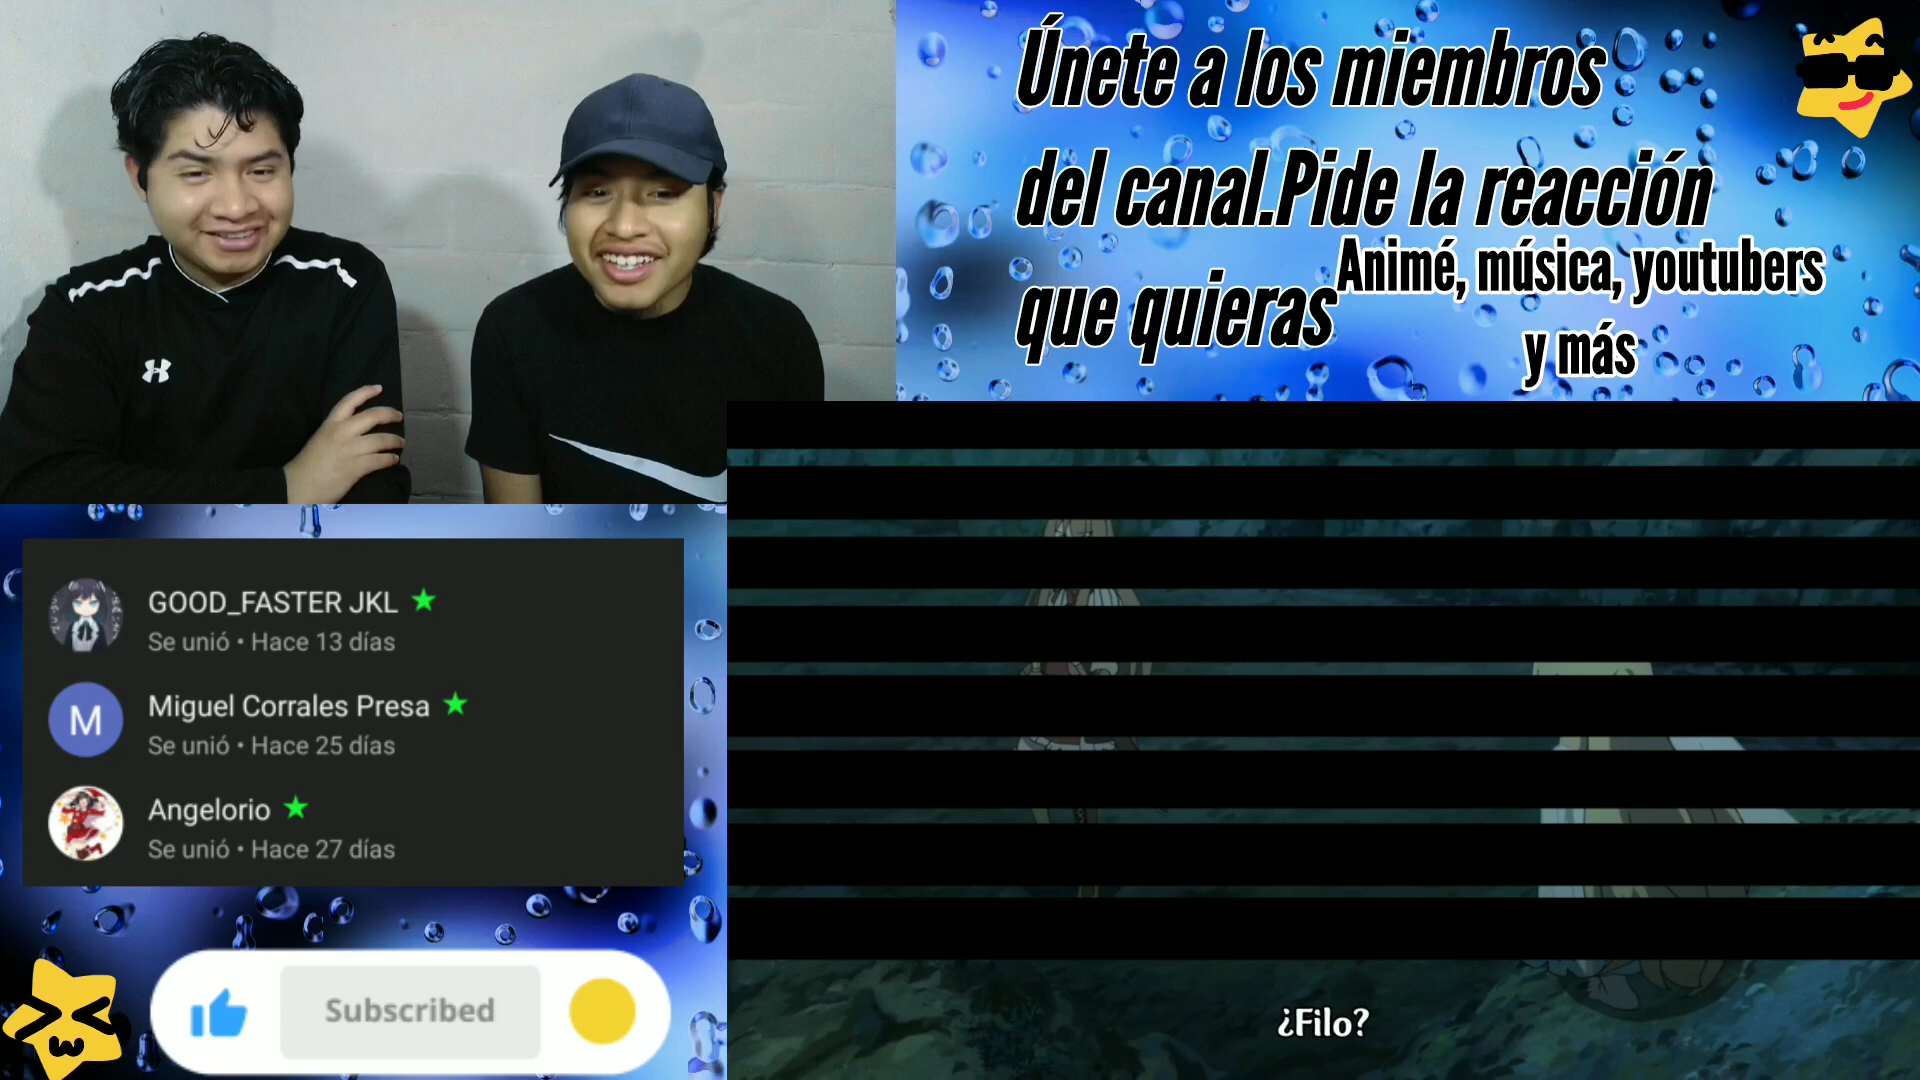 Únete a los miembros
del canal.Pide la reacción
que quieras
Animé, música, youtubers
y más
GOOD_FASTER JKL
Se unió • Hace 13 días
M
Miguel Corrales Presa
Se unió • Hace 25 días
Angelorio
Se unió • Hace 27 días
Subscribed
¿Filo?